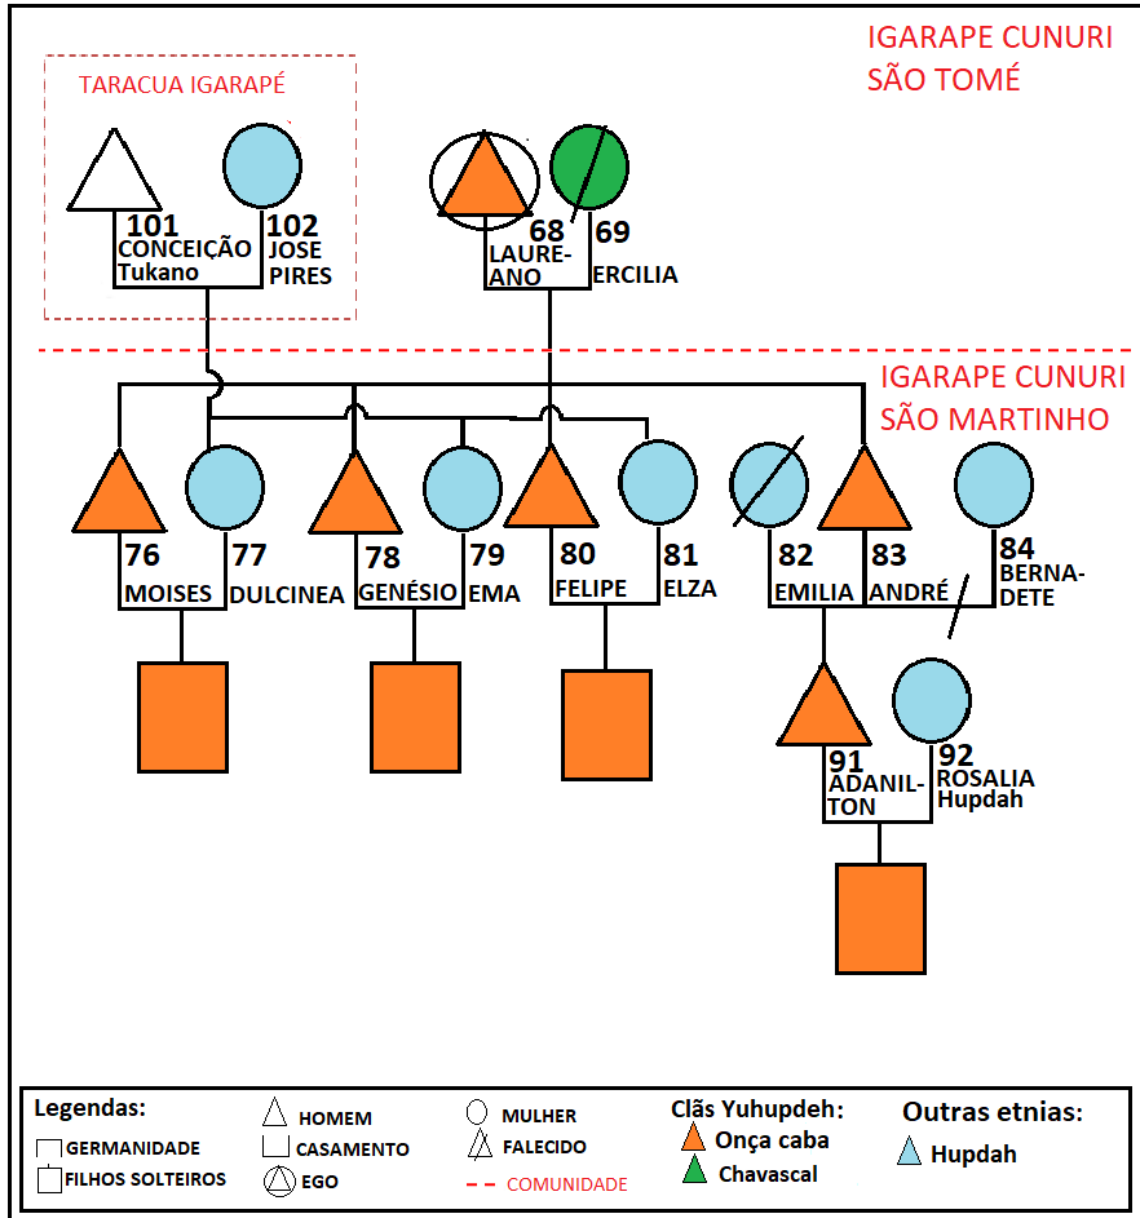 IGARAPE CUNURI
SÃO TOMÉ
TARACUA IGARAPÉ
101
CONCEIÇÃO
Tukano
102
JOSE
PIRES
68
LAURE-
ANO
69
ERCILIA
IGARAPE CUNURI
SÃO MARTINHO
76
MOISES
77
DULCINEA
78
GENÉSIO
79
EMA
80
FELIPE
81
ELZA
82
EMILIA
83
ANDRÉ
84
BERNA-
DETE
91
ADANIL-
TON
92
ROSALIA
Hupdah
Legendas:
GERMANIDADE
FILHOS SOLTEIROS
HOMEM
CASAMENTO
EGO
MULHER
FALECIDO
COMUNIDADE
Clãs Yuhupdeh:
Onça caba
Chavascal
Outras etnias:
Hupdah